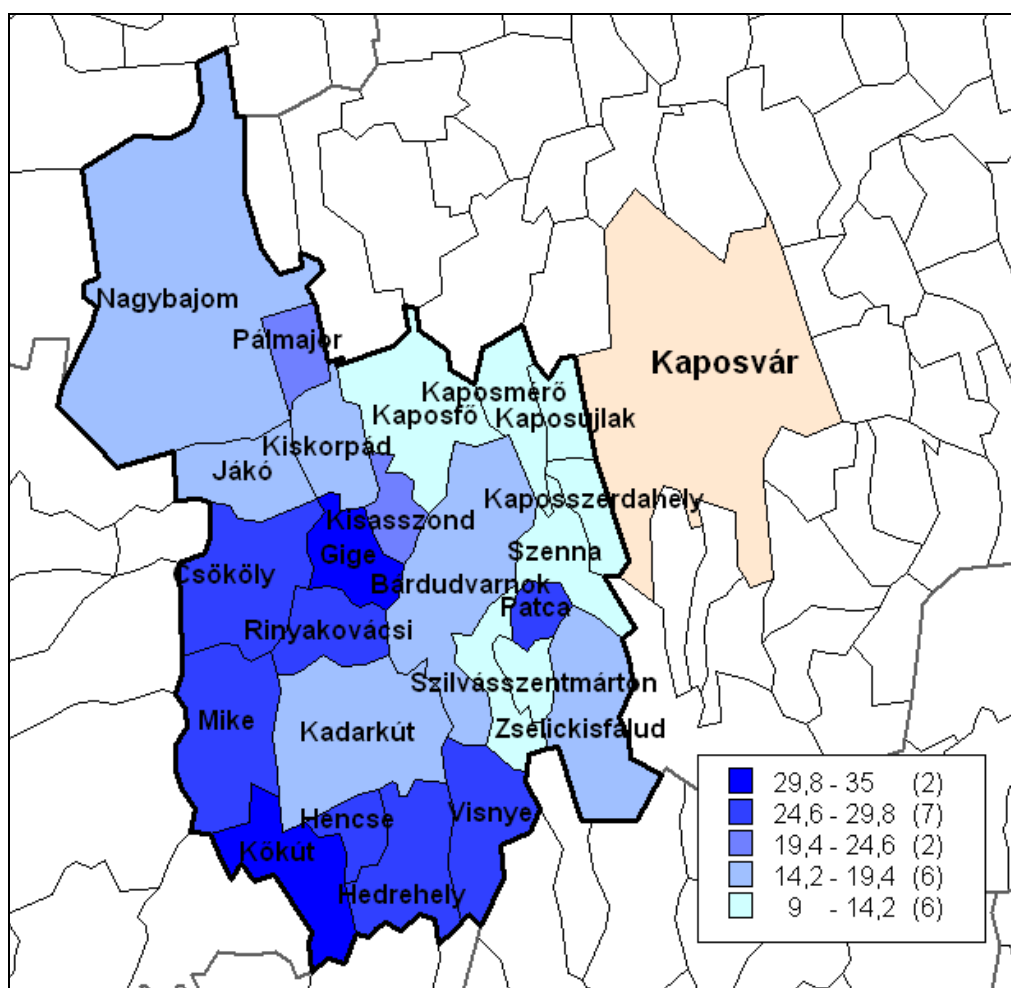 Nagybajom
Pálmajor
Kaposvár
Kaposmérő
Kaposfő
Kaposújlak
Kiskorpád
Jákó
Kaposszerdahely
Kisasszond
Gige
Szenna
Csököly
Bárdudvarnok
Patca
Rinyakovácsi
Szilvásszentmárton
Mike
Kadarkút
Zselickisfalud
Hencse
Visnye
Kőkút
Hedrehely
29,8 - 35 (2)
24,6 - 29,8 (7)
19,4 - 24,6 (2)
14,2 - 19,4 (6)
9 - 14,2 (6)